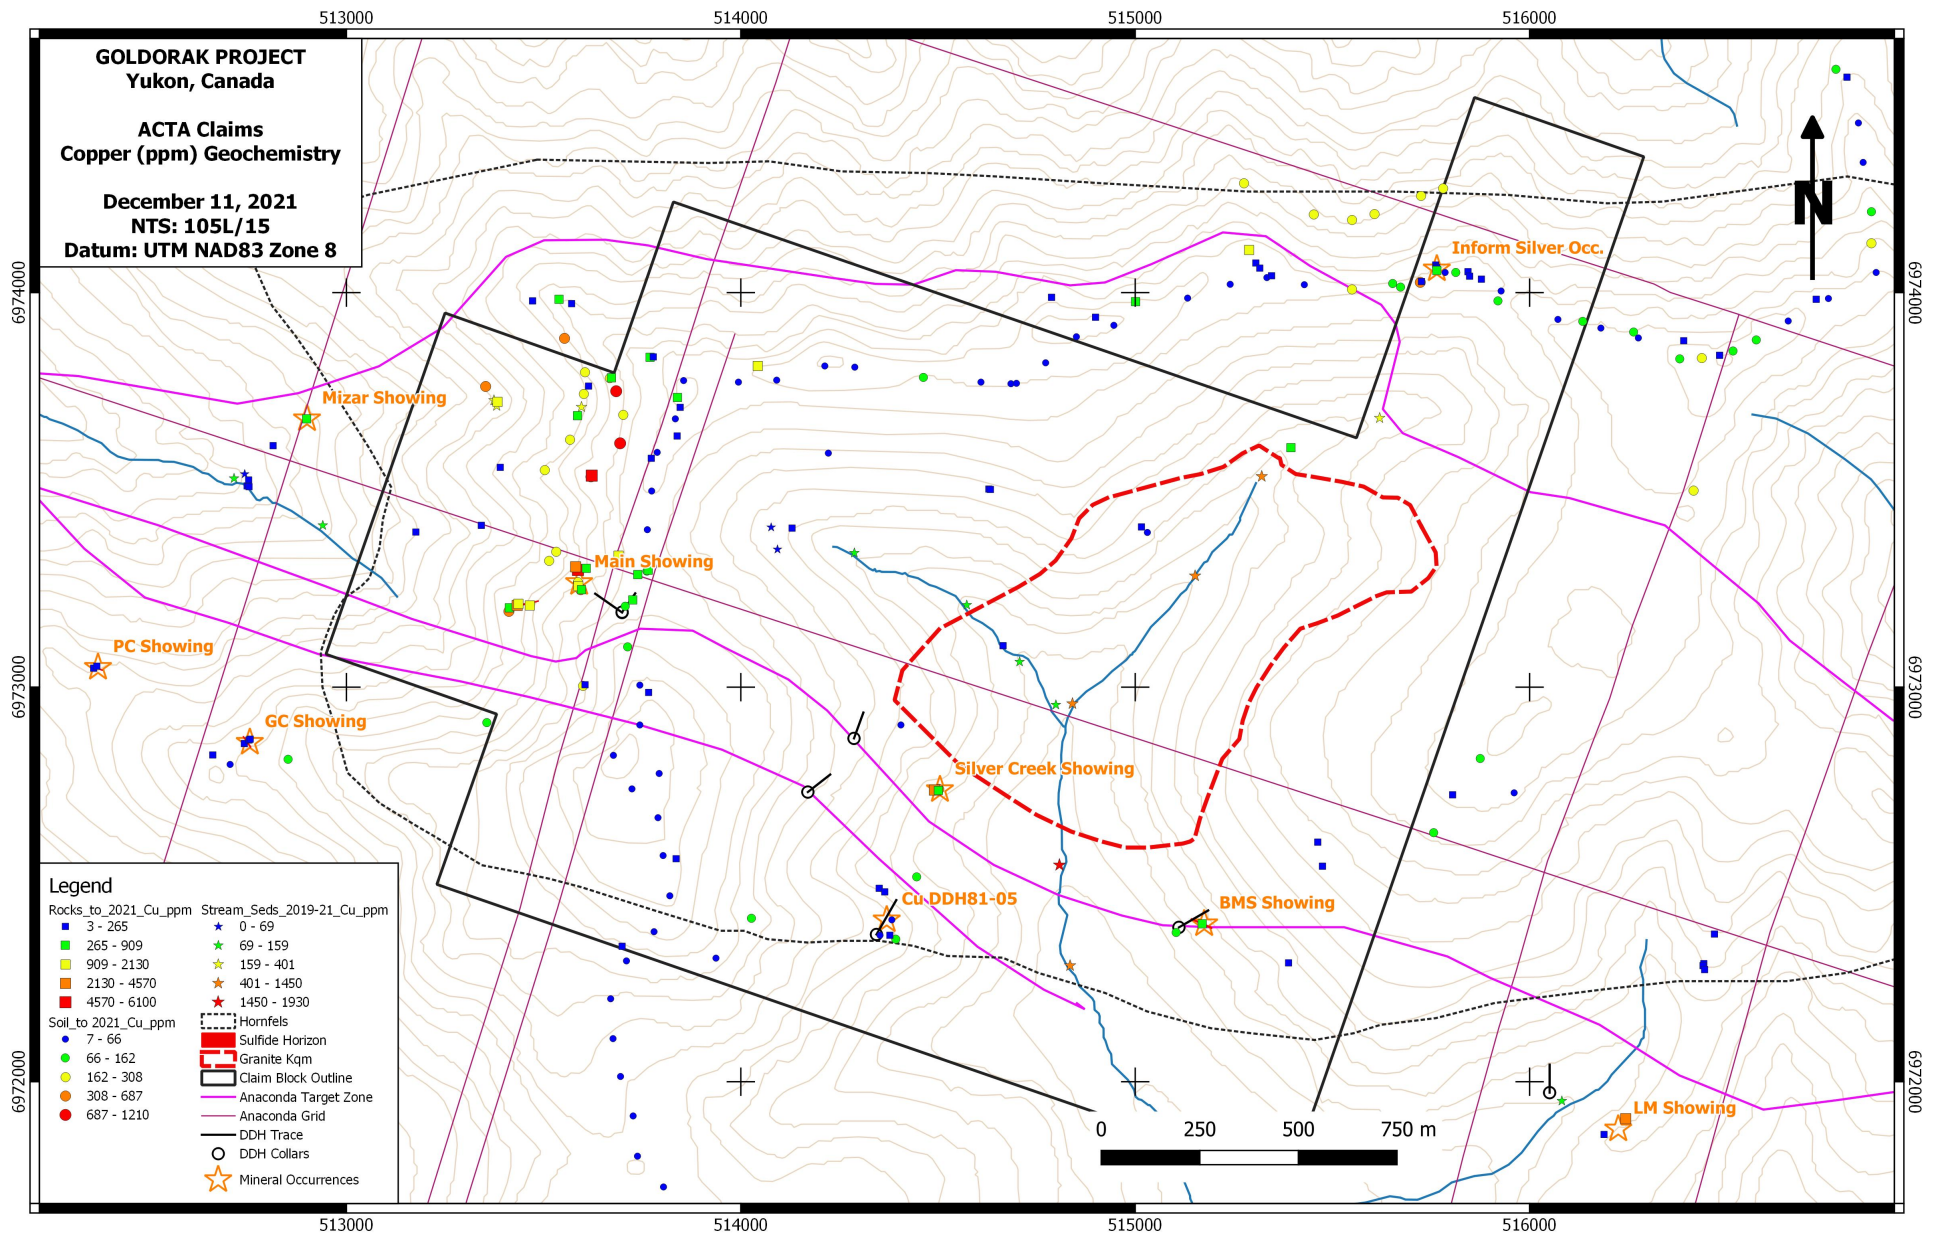 513000
514000
515000
516000
GOLDORAK PROJECT
Yukon, Canada
ACTA Claims
Copper (ppm) Geochemistry
December 11, 2021
NTS: 105L/15
Datum: UTM NAD83 Zone 8
N
Inform Silver Occ.
6974000
6974000
Mizar Showing
Main Showing
PC Showing
6973000
6973000
GC Showing
Silver Creek Showing
Cu DDH81-05
BMS Showing
6972000
6972000
LM Showing
Legend
Rocks_to_2021_Cu_ppm
3 - 265
265 - 909
909 - 2130
2130 - 4570
4570 - 6100
Soil_to 2021_Cu_ppm
7 - 66
66 - 162
162 - 308
308 - 687
687 - 1210
Stream_Seds_2019-21_Cu_ppm
0 - 69
69 - 159
159 - 401
401 - 1450
1450 - 1930
Hornfels
Sulfide Horizon
Granite Kqm
Claim Block Outline
Anaconda Target Zone
Anaconda Grid
DDH Trace
DDH Collars
Mineral Occurrences
0 250 500 750 m
513000
514000
515000
516000